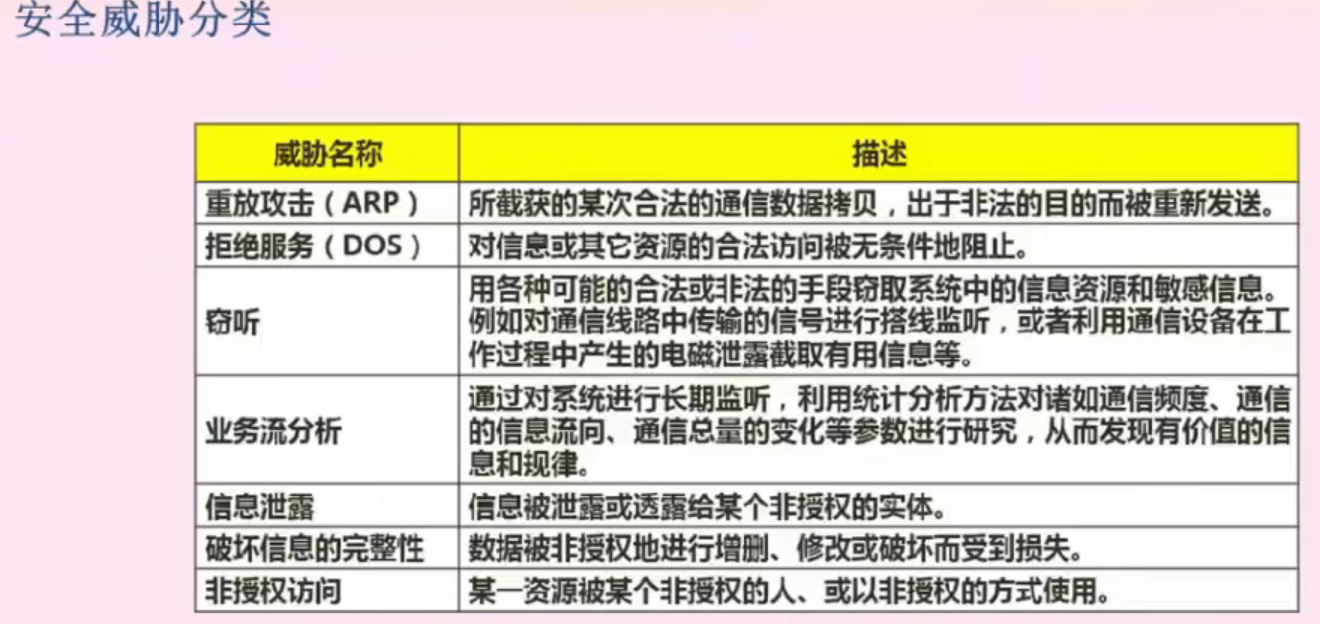 安全威胁分类
威胁名称 描述
重放攻击（ARP） 所截获的某次合法的通信数据拷贝，出于非法的目的而被重新发送。
拒绝服务（DOS） 对信息或其它资源的合法访问被无条件地阻止。
窃听
用各种可能的合法或非法的手段窃取系统中的信息资源和敏感信息。
例如对通信线路中传输的信号进行搭线监听，或者利用通信设备在工
作过程中产生的电磁泄露截取有用信息等。
业务流分析
通过对系统进行长期监听，利用统计分析方法对诸如通信频度、通信
的信息流向、通信总量的变化等参数进行研究，从而发现有价值的信
息和规律。
信息泄露 信息被泄露或透露给某个非授权的实体。
破坏信息的完整性 数据被非授权地进行增删、修改或破坏而受到损失。
非授权访问 某一资源被某个非授权的人、或以非授权的方式使用。